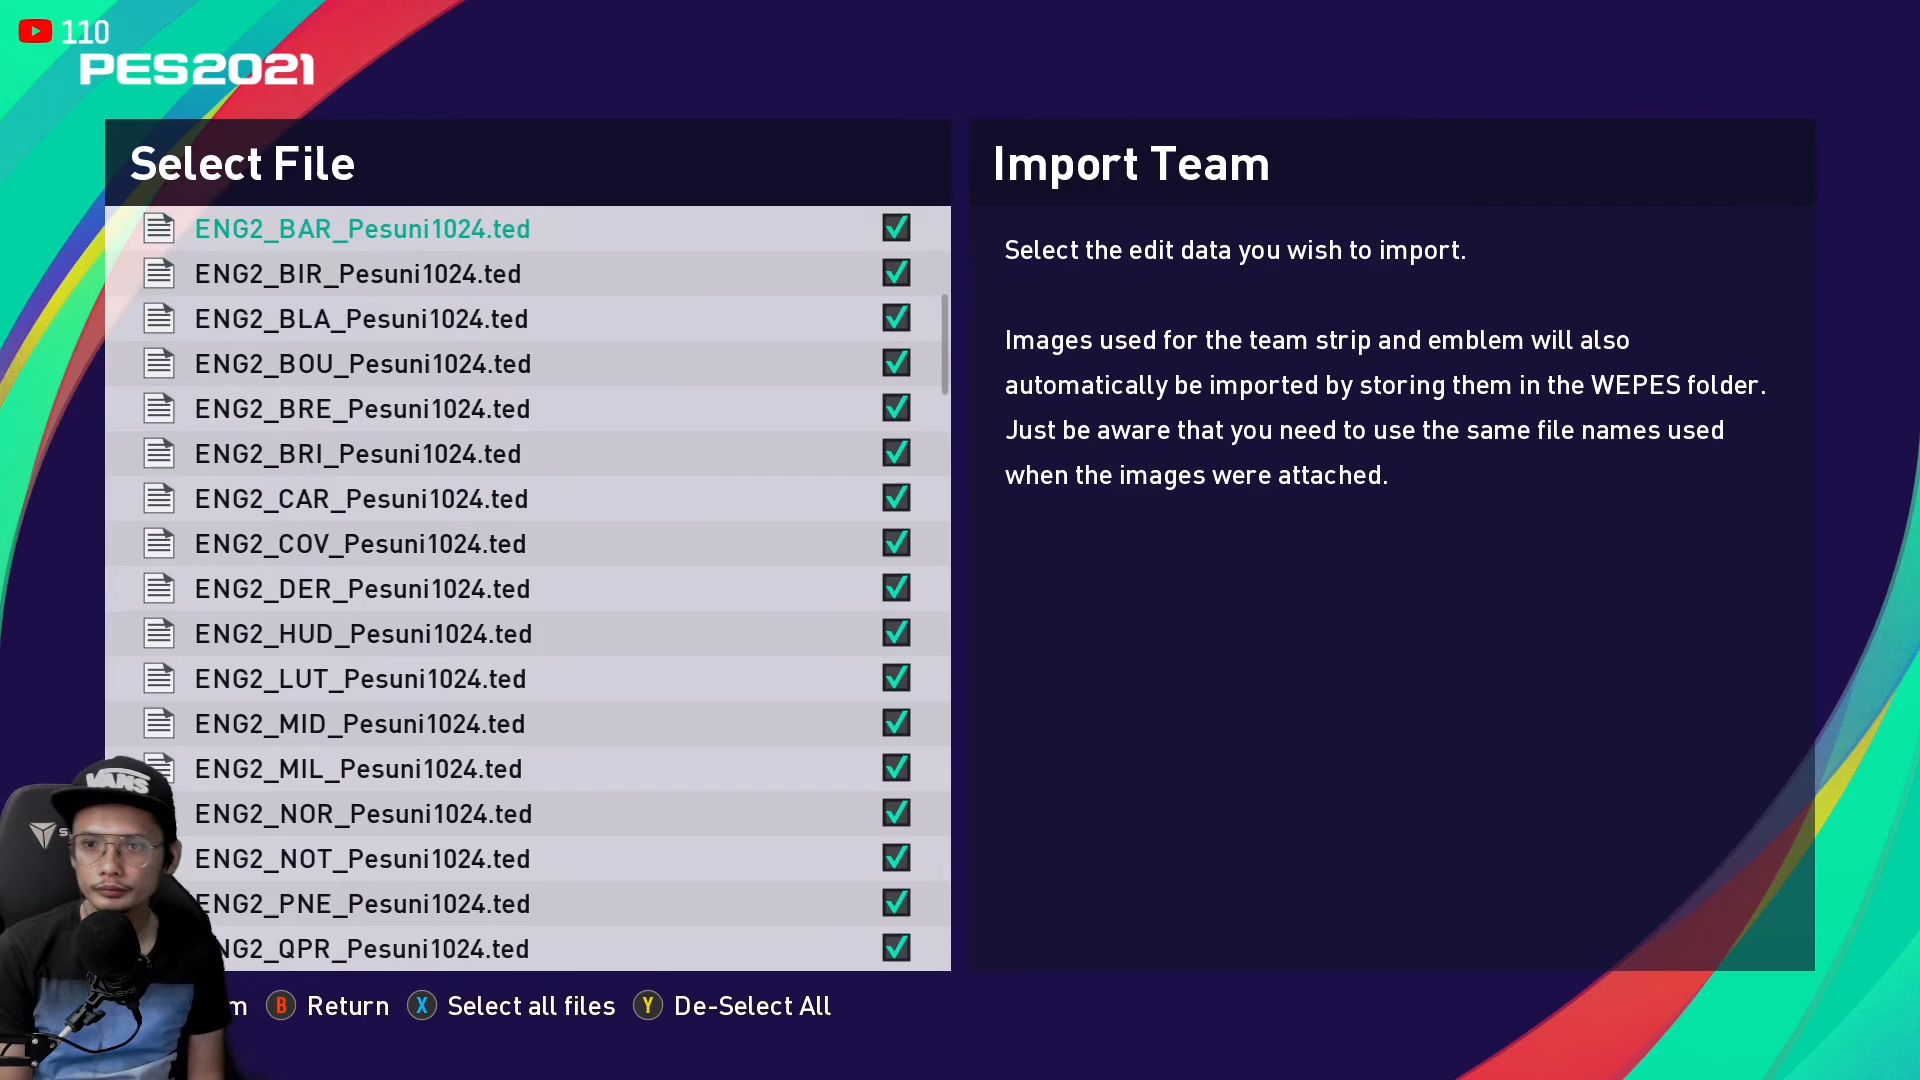 110
PES2021
Select File
ENG2_BAR_Pesuni1024.ted
ENG2_BIR_Pesuni1024.ted
ENG2_BLA_Pesuni1024.ted
ENG2_BOU_Pesuni1024.ted
ENG2_BRE_Pesuni1024.ted
ENG2_BRI_Pesuni1024.ted
ENG2_CAR_Pesuni1024.ted
ENG2_COV_Pesuni1024.ted
ENG2_DER_Pesuni1024.ted
ENG2_HUD_Pesuni1024.ted
ENG2_LUT_Pesuni1024.ted
ENG2_MID_Pesuni1024.ted
ENG2_MIL_Pesuni1024.ted
ENG2_NOR_Pesuni1024.ted
ENG2_NOT_Pesuni1024.ted
ENG2_PNE_Pesuni1024.ted
NG2_QPR_Pesuni1024.ted
Import Team
Select the edit data you wish to import.
Images used for the team strip and emblem will also
automatically be imported by storing them in the WEPES folder.
Just be aware that you need to use the same file names used
when the images were attached.
VANS
m B Return X Select all files Y De-Select All